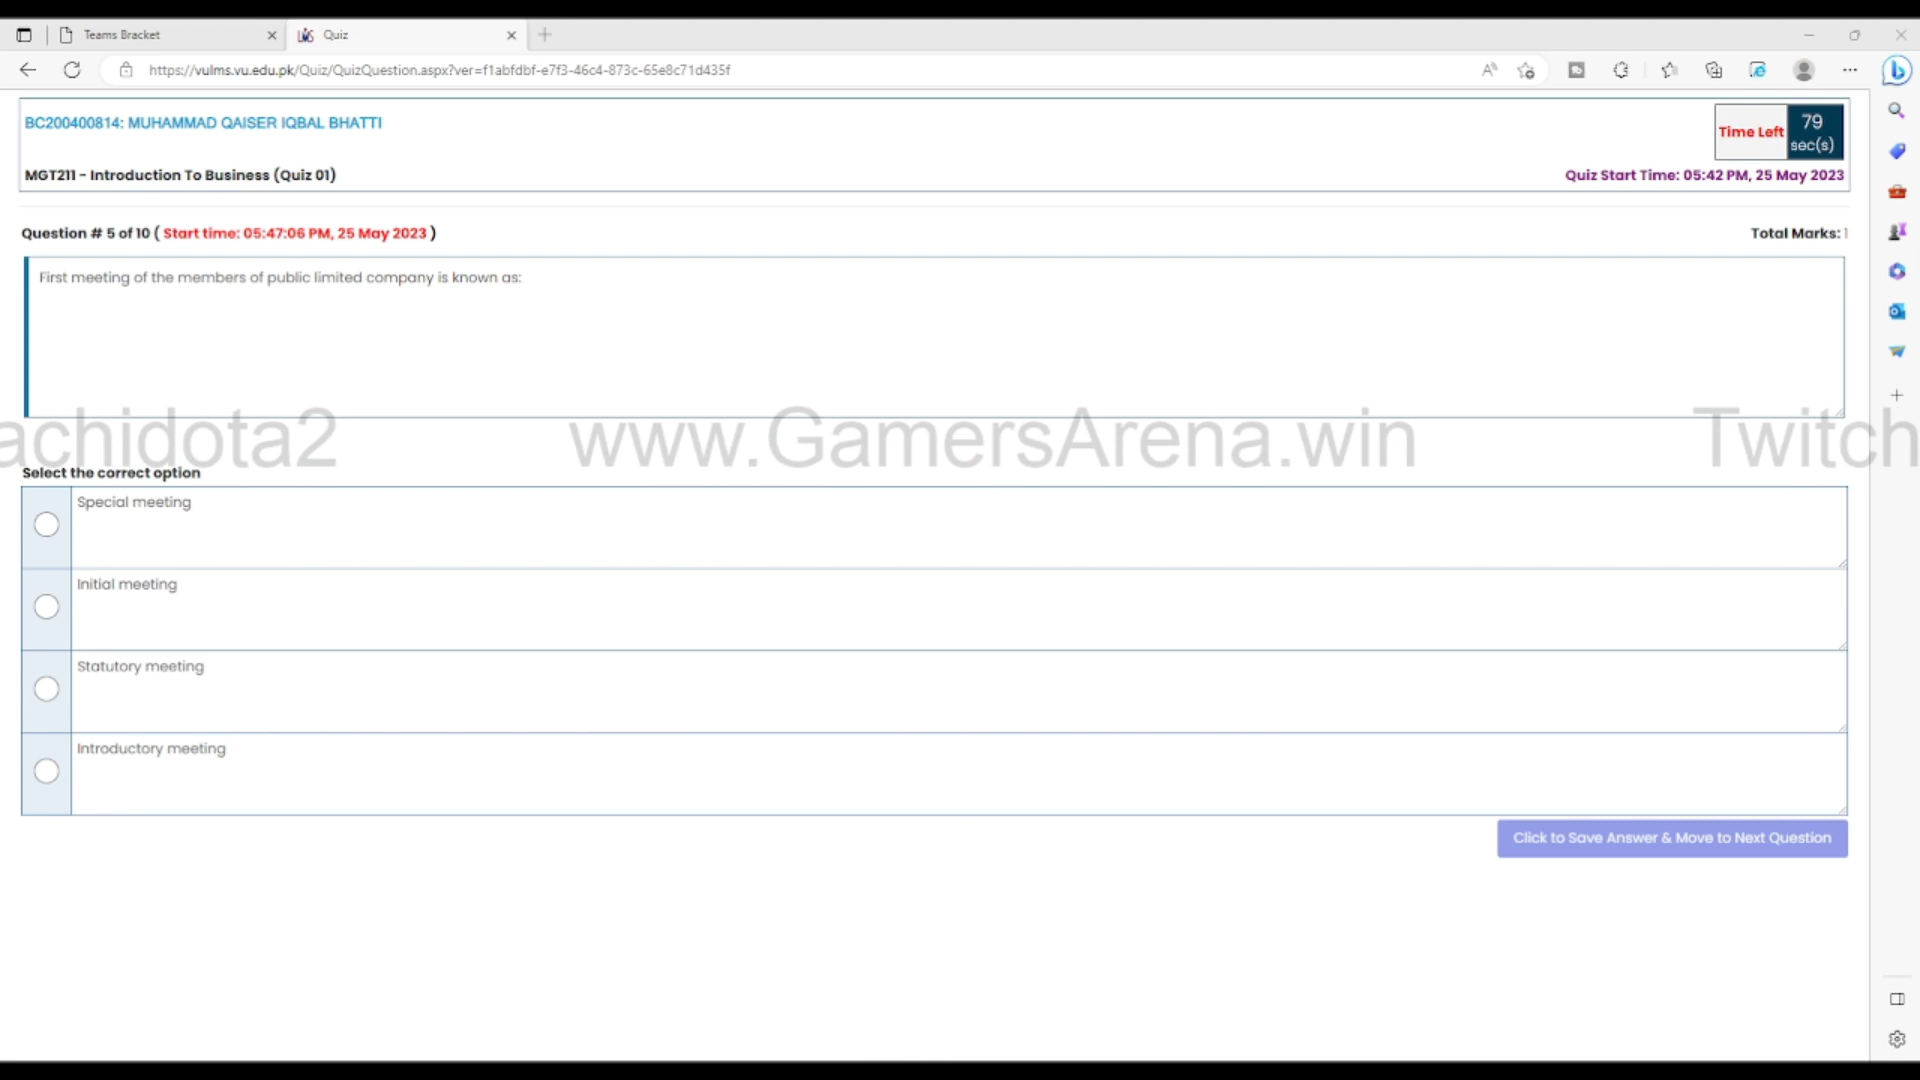 Teams Bracket
Quiz
https://vulms.vu.edu.pk/Quiz/QuizQuestion.aspx?ver=f1abfdbf-e7f3-46c4-873c-65e8c71d435f
BC200400814: MUHAMMAD QAISER IQBAL BHATTI
Time Left 79 sec(s)
MGT211 - Introduction To Business (Quiz 01)
Quiz Start Time: 05:42 PM, 25 May 2023
Question # 5 of 10 ( Start time: 05:47:06 PM, 25 May 2023 )
Total Marks: 1
First meeting of the members of public limited company is known as:
achidota2
www.GamersArena.win
Twitch
Select the correct option
Special meeting
Initial meeting
Statutory meeting
Introductory meeting
Click to Save Answer & Move to Next Question